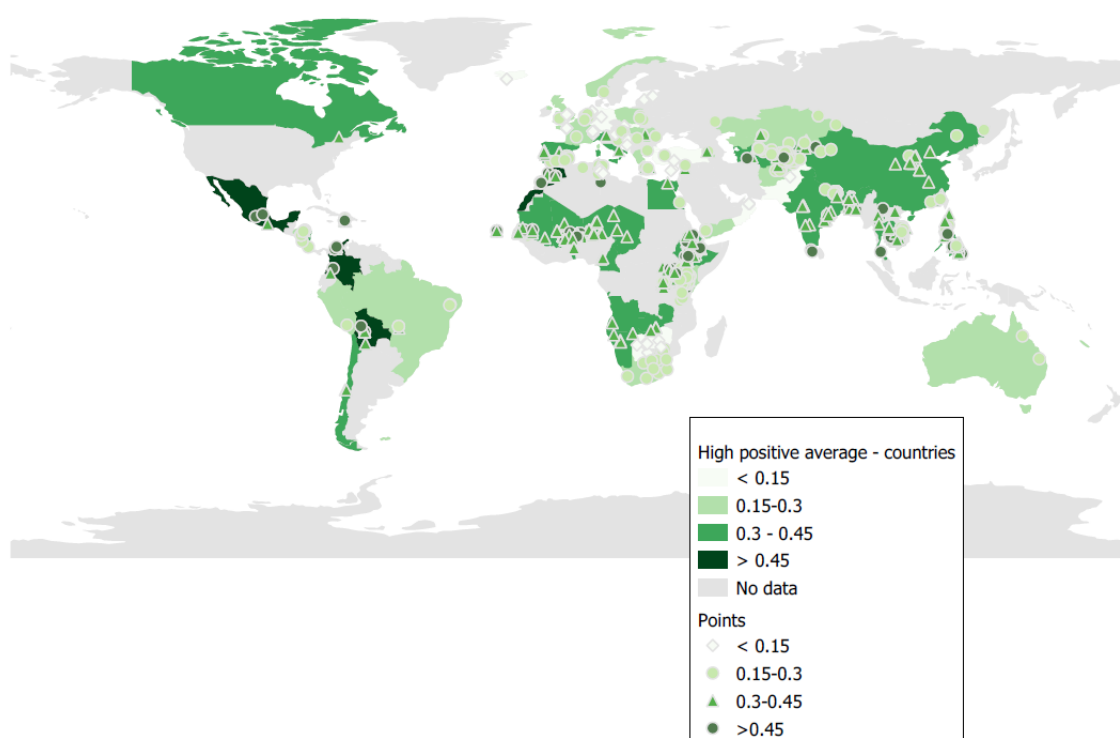 High positive average - countries
< 0.15
0.15-0.3
0.3 - 0.45
> 0.45
No data
Points
< 0.15
0.15-0.3
0.3-0.45
>0.45